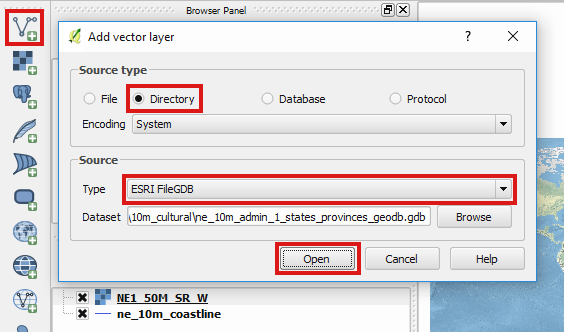 Browser Panel
Add vector layer
Source type
File Directory Database Protocol
Encoding System
Source
Type ESRI FileGDB
Dataset \10m_cultural\ne_10m_admin_1_states_provinces_geodb.gdb Browse
Open Cancel Help
NE1_50M_SR_W
ne_10m_coastline